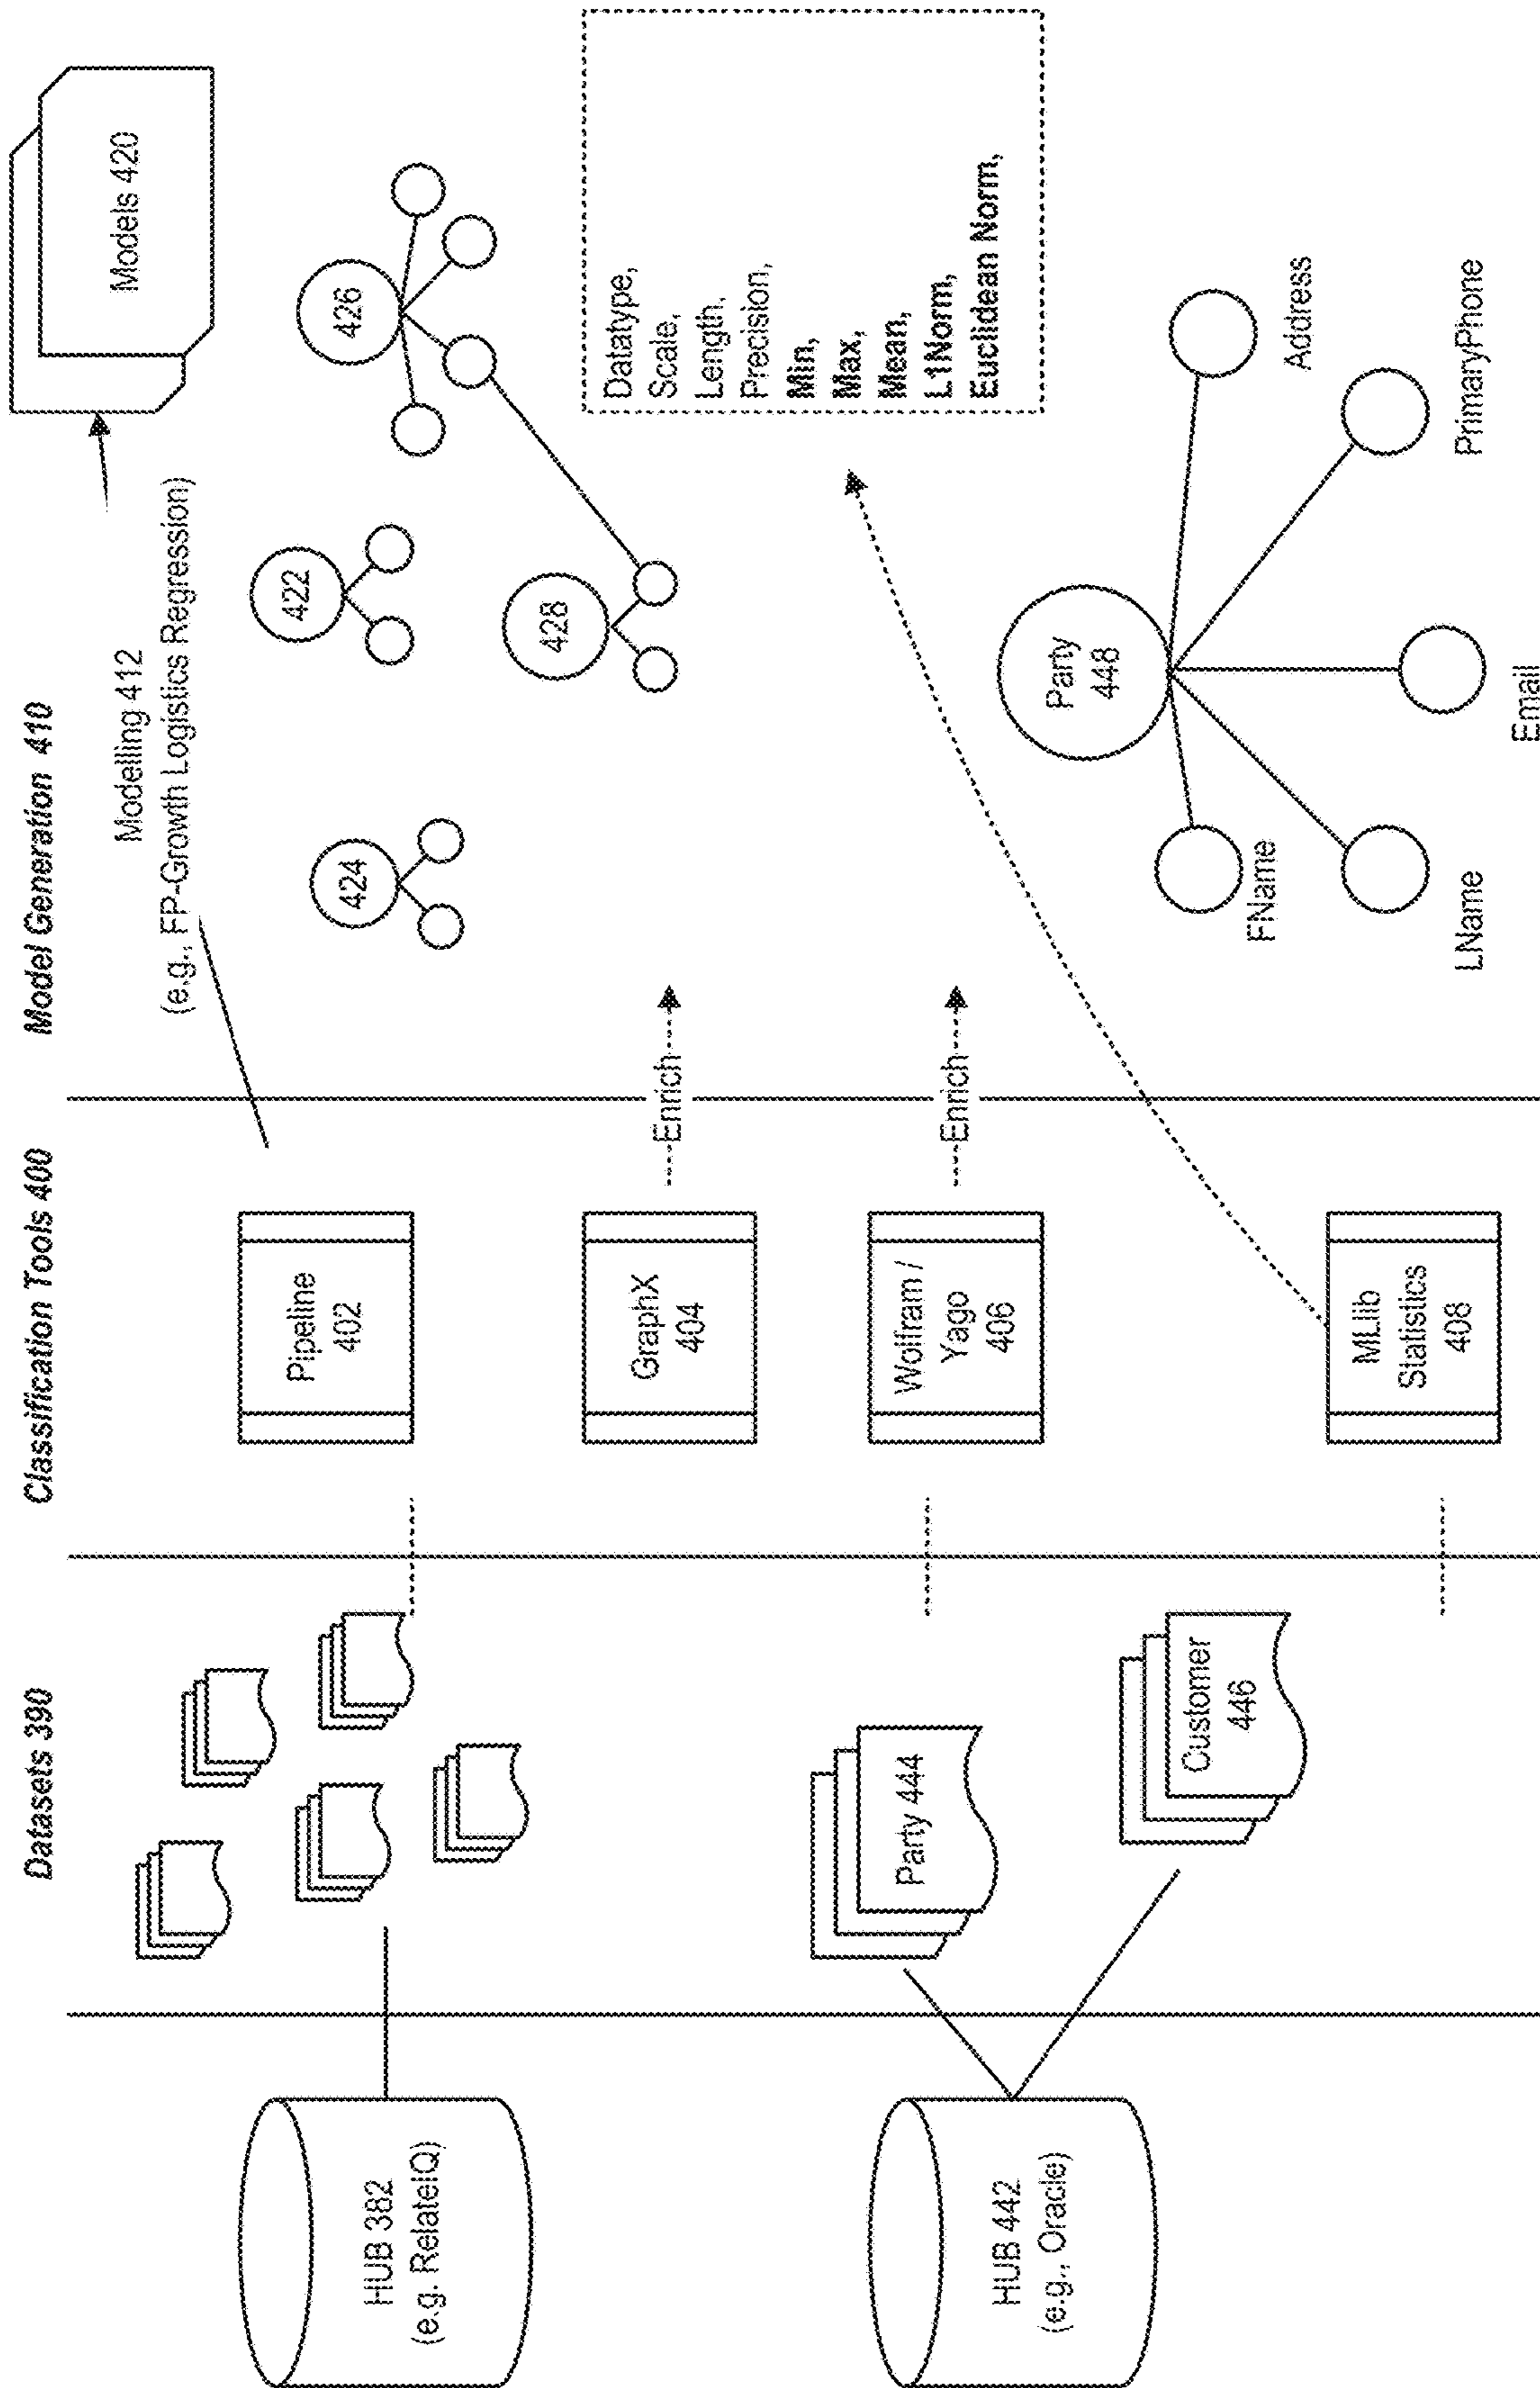 Datasets 390
Classification Tools 400
Model Generation 410
HUB 382
(e.g. RelateIQ)
HUB 442
(e.g., Oracle)
Party 444
Customer
446
Pipeline
402
GraphX
404
Wolfram /
Yago
406
MLlib
Statistics
408
Enrich
Enrich
Modelling 412
(e.g., FP-Growth Logistics Regression)
Models 420
424
422
426
428
Datatype,
Scale,
Length,
Precision,
Min,
Max,
Mean,
L1Norm,
Euclidean Norm,
Party
448
FName
LName
Email
PrimaryPhone
Address